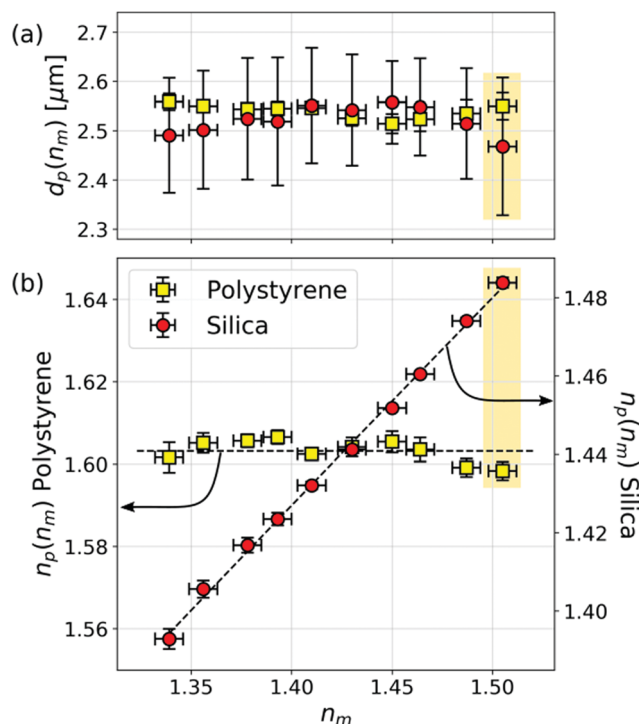 (a)
2.7
2.6
2.5
2.4
2.3
d_p(n_m) [μm]
(b)
Polystyrene
Silica
1.64
1.62
1.60
1.58
1.56
n_p(n_m) Polystyrene
1.48
1.46
1.44
1.42
1.40
n_p(n_m) Silica
1.35
1.40
1.45
1.50
n_m